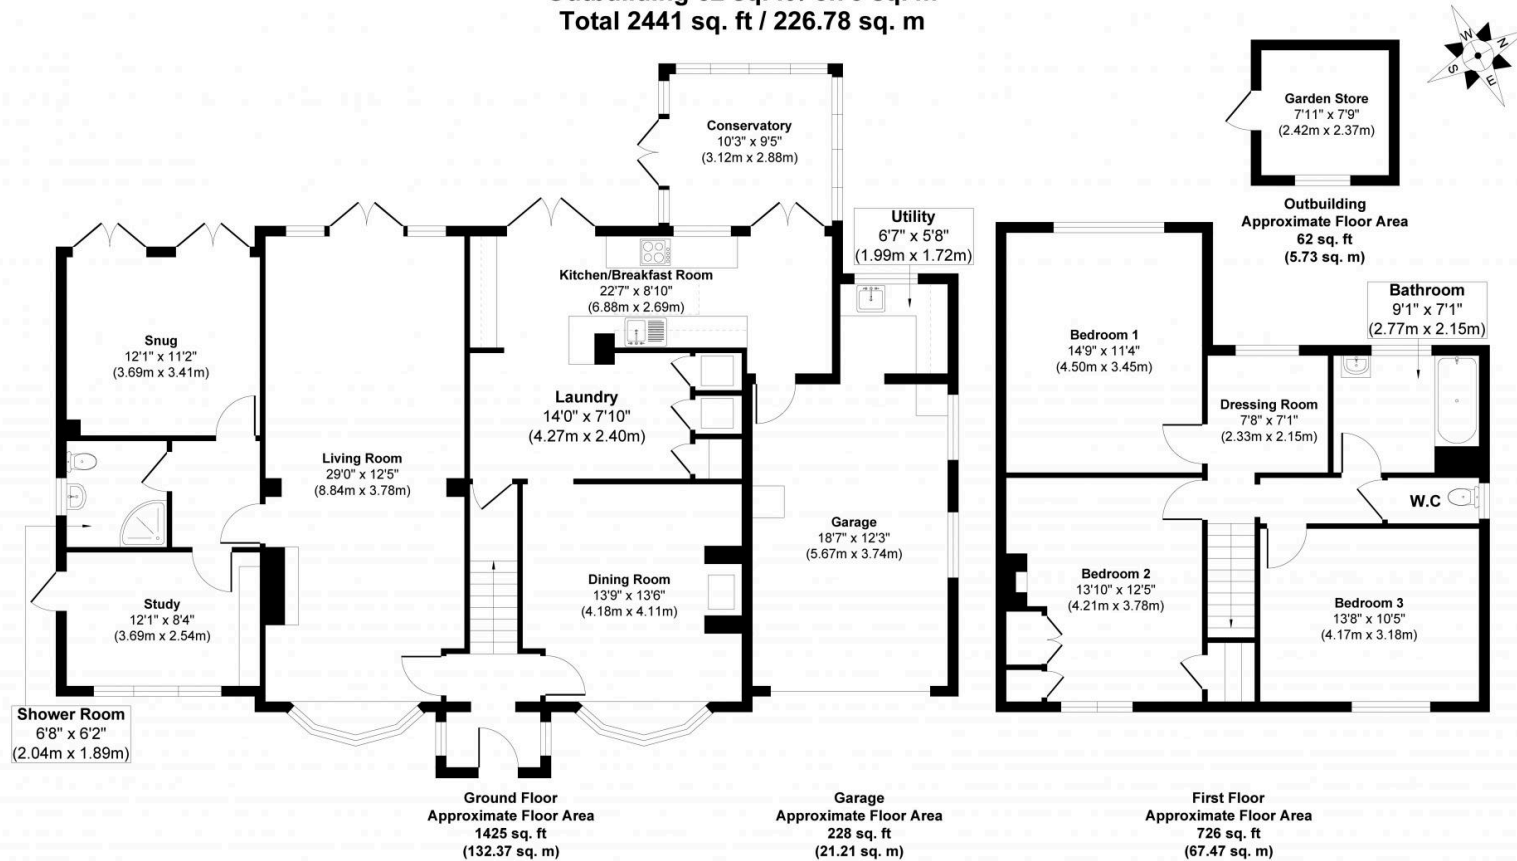 Total 2441 sq. ft / 226.78 sq. m
W
N
S
E
Garden Store
7'11" x 7'9"
(2.42m x 2.37m)
Conservatory
10'3" x 9'5"
(3.12m x 2.88m)
Outbuilding
Approximate Floor Area
62 sq. ft
(5.73 sq. m)
Utility
6'7" x 5'8"
(1.99m x 1.72m)
Kitchen/Breakfast Room
22'7" x 8'10"
(6.88m x 2.69m)
Bathroom
9'1" x 7'1"
(2.77m x 2.15m)
Snug
12'1" x 11'2"
(3.69m x 3.41m)
Bedroom 1
14'9" x 11'4"
(4.50m x 3.45m)
Laundry
14'0" x 7'10"
(4.27m x 2.40m)
Dressing Room
7'8" x 7'1"
(2.33m x 2.15m)
Living Room
29'0" x 12'5"
(8.84m x 3.78m)
W.C
Garage
18'7" x 12'3"
(5.67m x 3.74m)
Dining Room
13'9" x 13'6"
(4.18m x 4.11m)
Bedroom 2
13'10" x 12'5"
(4.21m x 3.78m)
Study
12'1" x 8'4"
(3.69m x 2.54m)
Bedroom 3
13'8" x 10'5"
(4.17m x 3.18m)
Shower Room
6'8" x 6'2"
(2.04m x 1.89m)
Ground Floor
Approximate Floor Area
1425 sq. ft
(132.37 sq. m)
Garage
Approximate Floor Area
228 sq. ft
(21.21 sq. m)
First Floor
Approximate Floor Area
726 sq. ft
(67.47 sq. m)